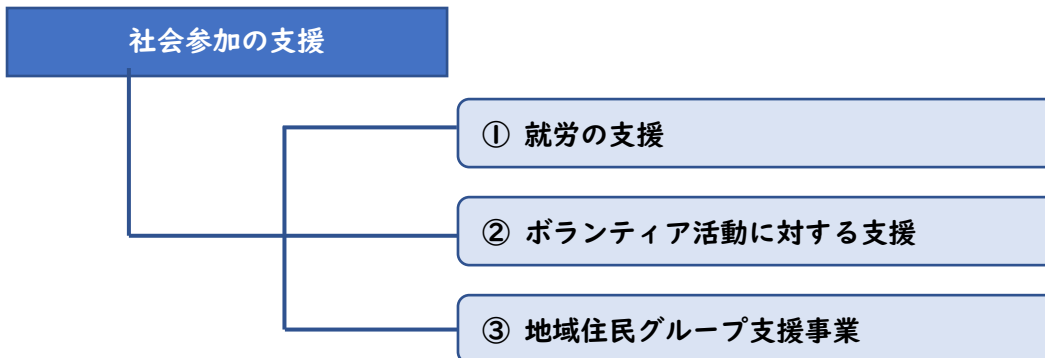 社会参加の支援
① 就労の支援
② ボランティア活動に対する支援
③ 地域住民グループ支援事業